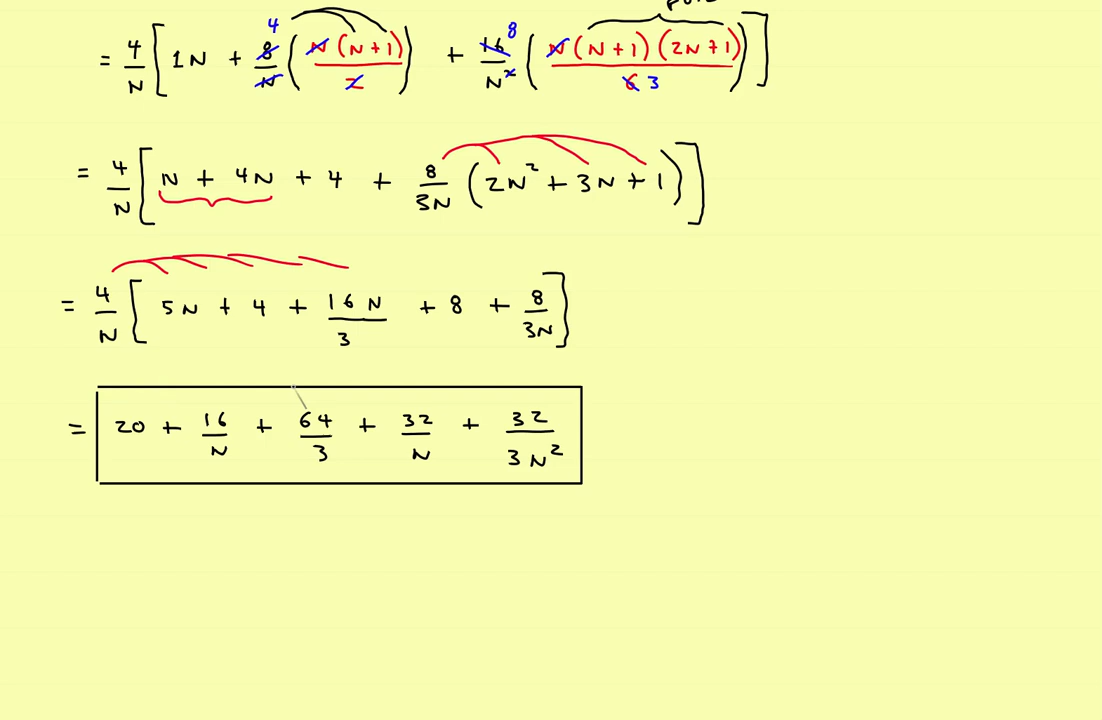 = 4/N [ 1N + 8/N 4 ( N(N+1)/2 ) + 16/N² 8 ( N(N+1)(2N+1)/6 3 ) ]
= 4/N [ N + 4N + 4 + 8/3N ( 2N² + 3N + 1 ) ]
= 4/N [ 5N + 4 + 16N/3 + 8 + 8/3N ]
= 20 + 16/N + 64/3 + 32/N + 32/3N²